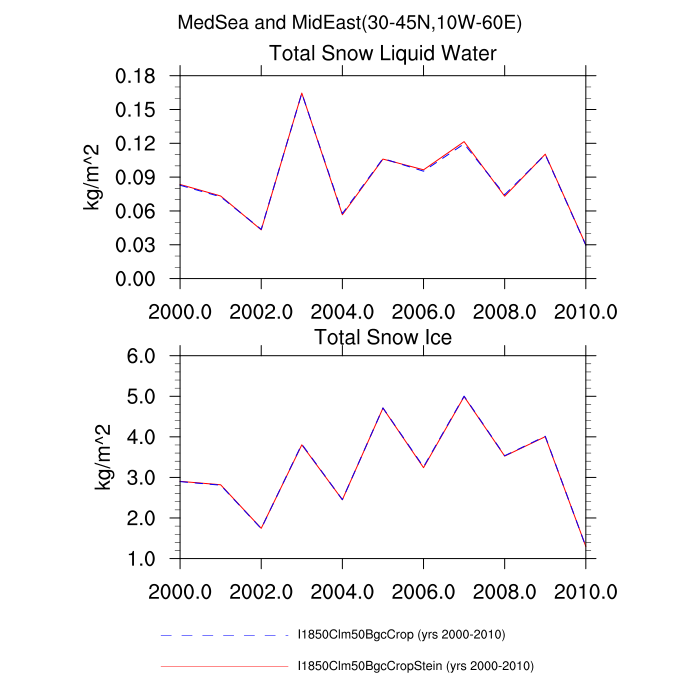 MedSea and MidEast(30-45N,10W-60E)
Total Snow Liquid Water
0.18
0.15
0.12
0.09
0.06
0.03
0.00
kg/m^2
2000.0 2002.0 2004.0 2006.0 2008.0 2010.0
Total Snow Ice
6.0
5.0
4.0
3.0
2.0
1.0
kg/m^2
2000.0 2002.0 2004.0 2006.0 2008.0 2010.0
I1850Clm50BgcCrop (yrs 2000-2010)
I1850Clm50BgcCropStein (yrs 2000-2010)